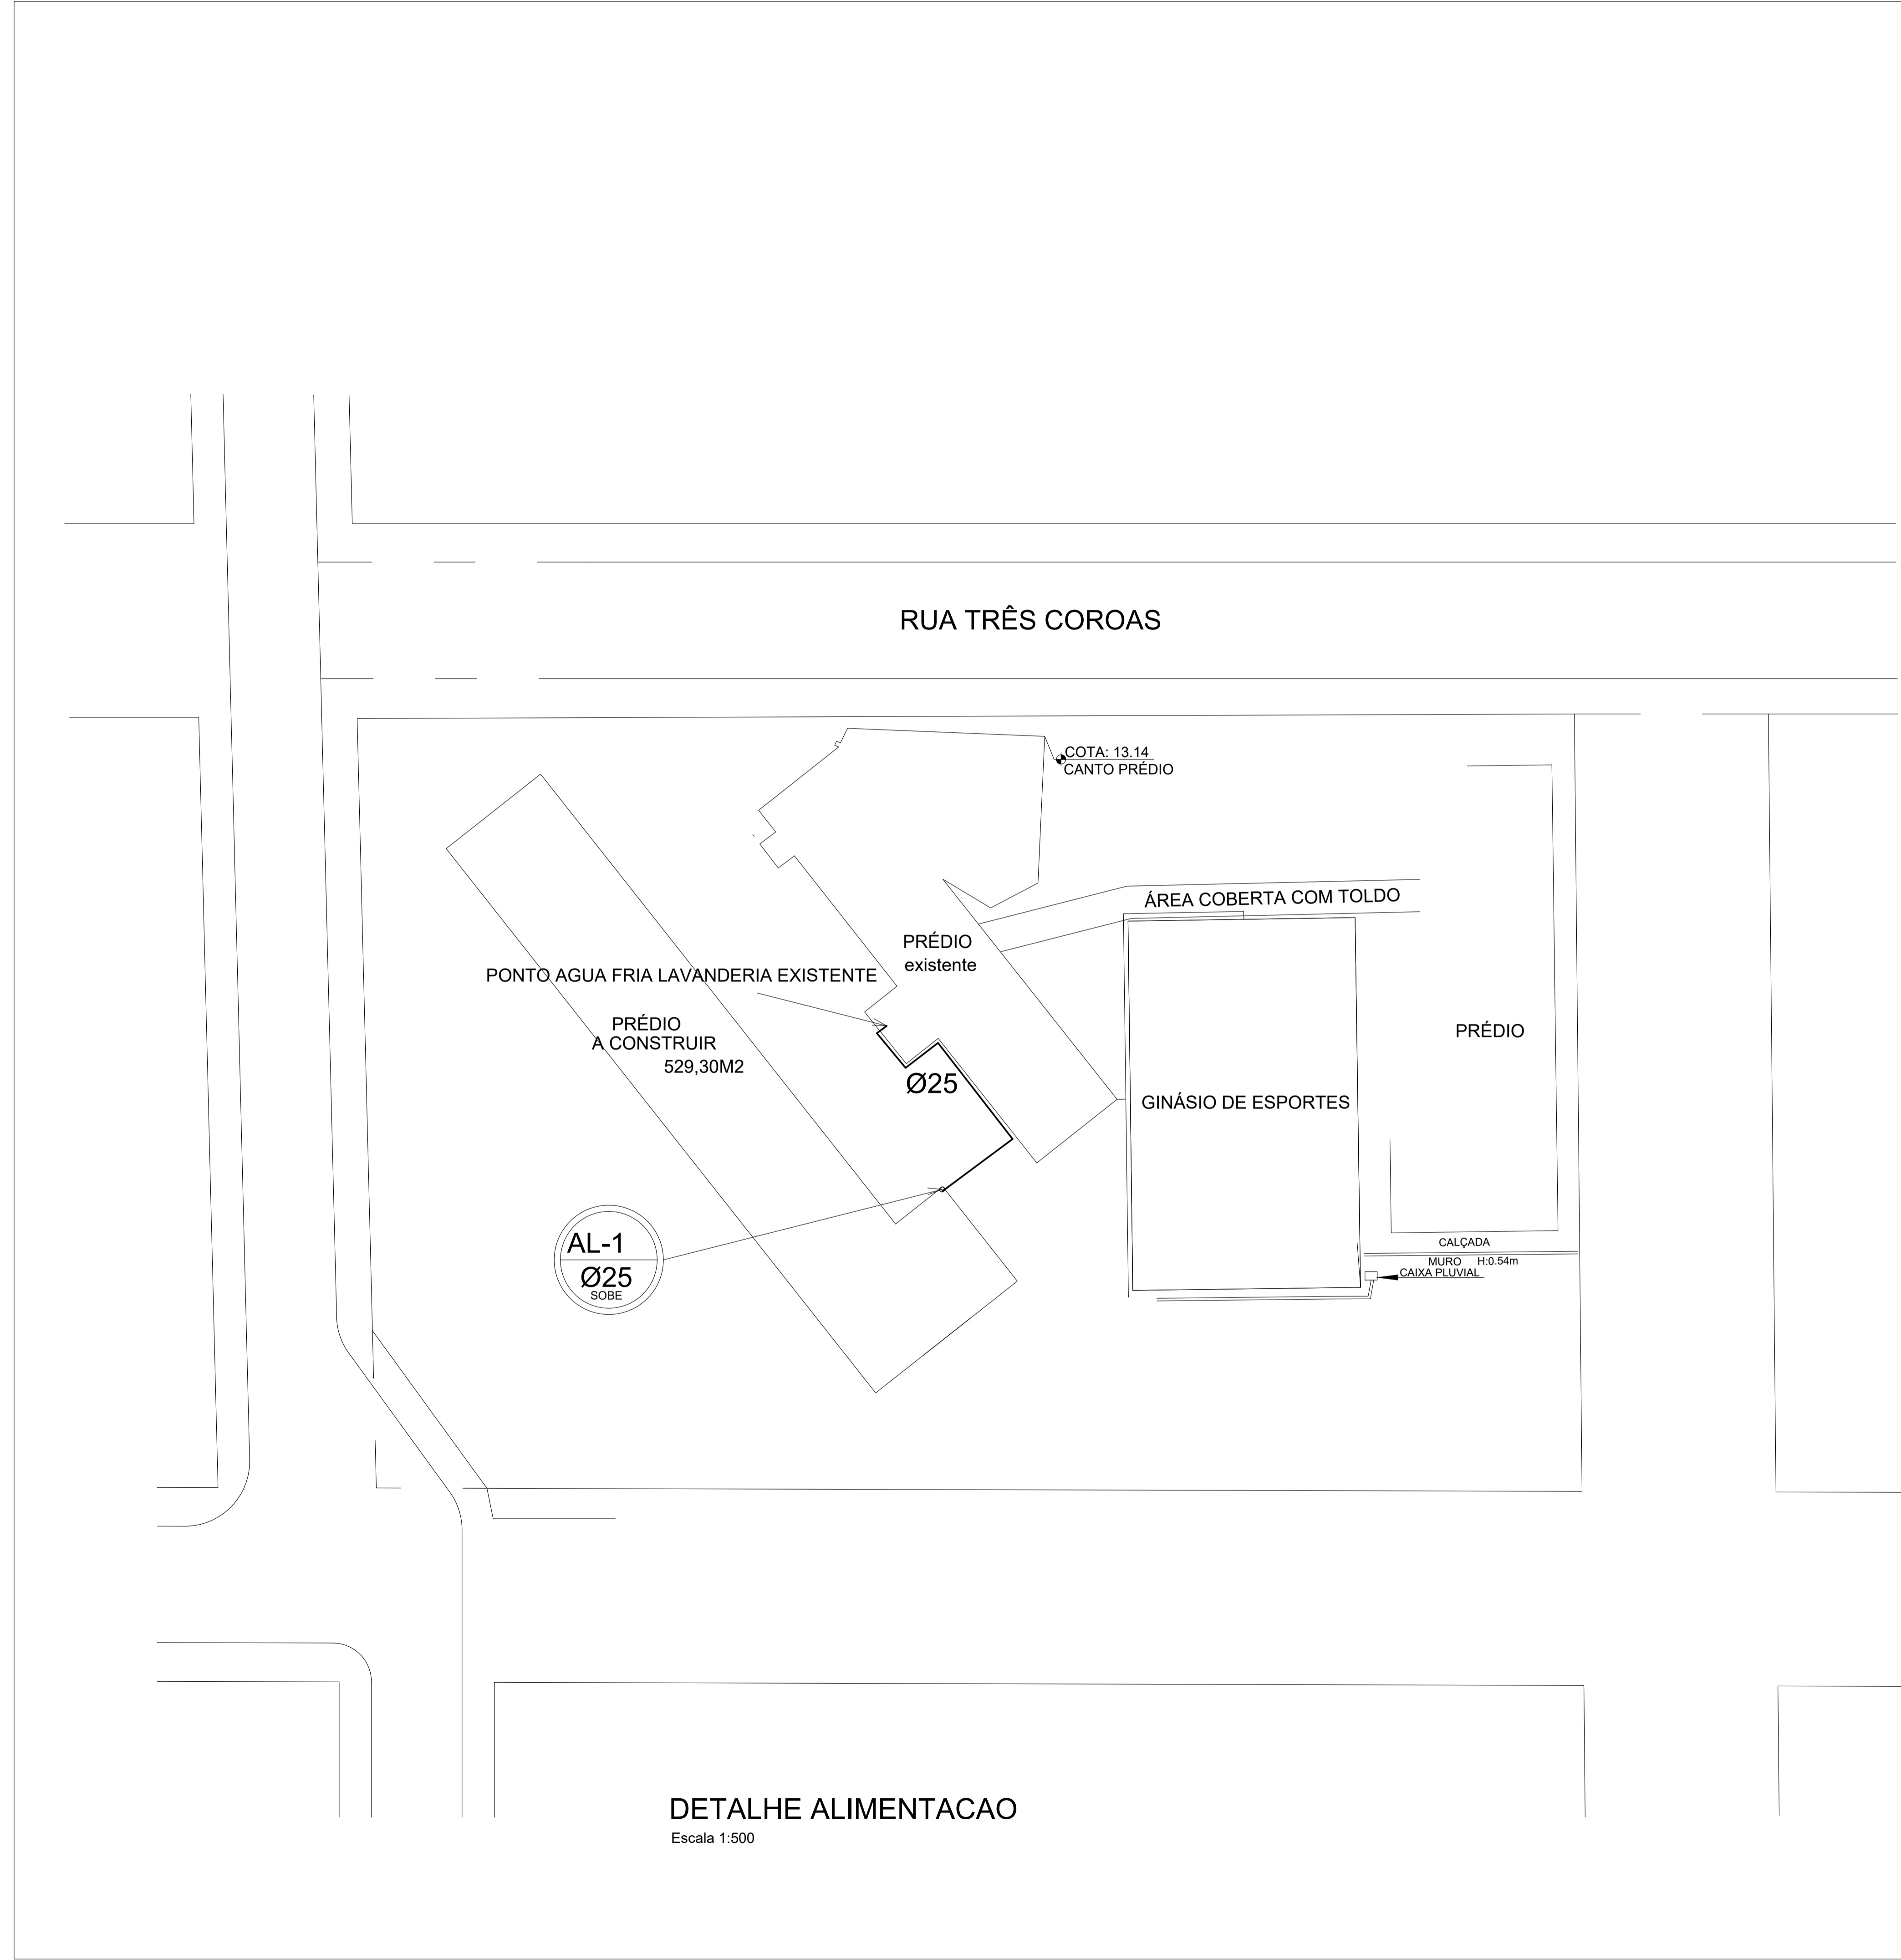 RUA TRÊS COROAS
COTA: 13.14
CANTO PRÉDIO
ÁREA COBERTA COM TOLDO
PRÉDIO
existente
PONTO AGUA FRIA LAVANDERIA EXISTENTE
PRÉDIO
A CONSTRUIR
529,30M2
PRÉDIO
Ø25
GINÁSIO DE ESPORTES
AL-1
Ø25
SOBE
CALÇADA
MURO H:0.54m
CAIXA PLUVIAL
DETALHE ALIMENTACAO
Escala 1:500